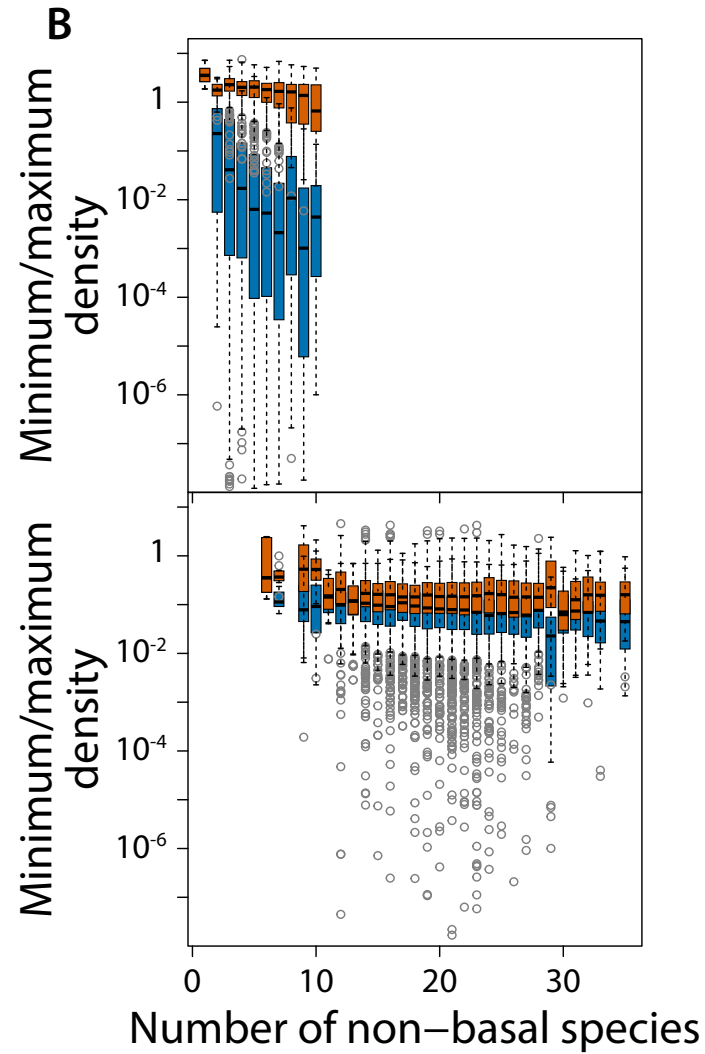 B
Minimum/maximum
density
1
10-2
10-4
10-6
Minimum/maximum
density
1
10-2
10-4
10-6
0 10 20 30
Number of non−basal species